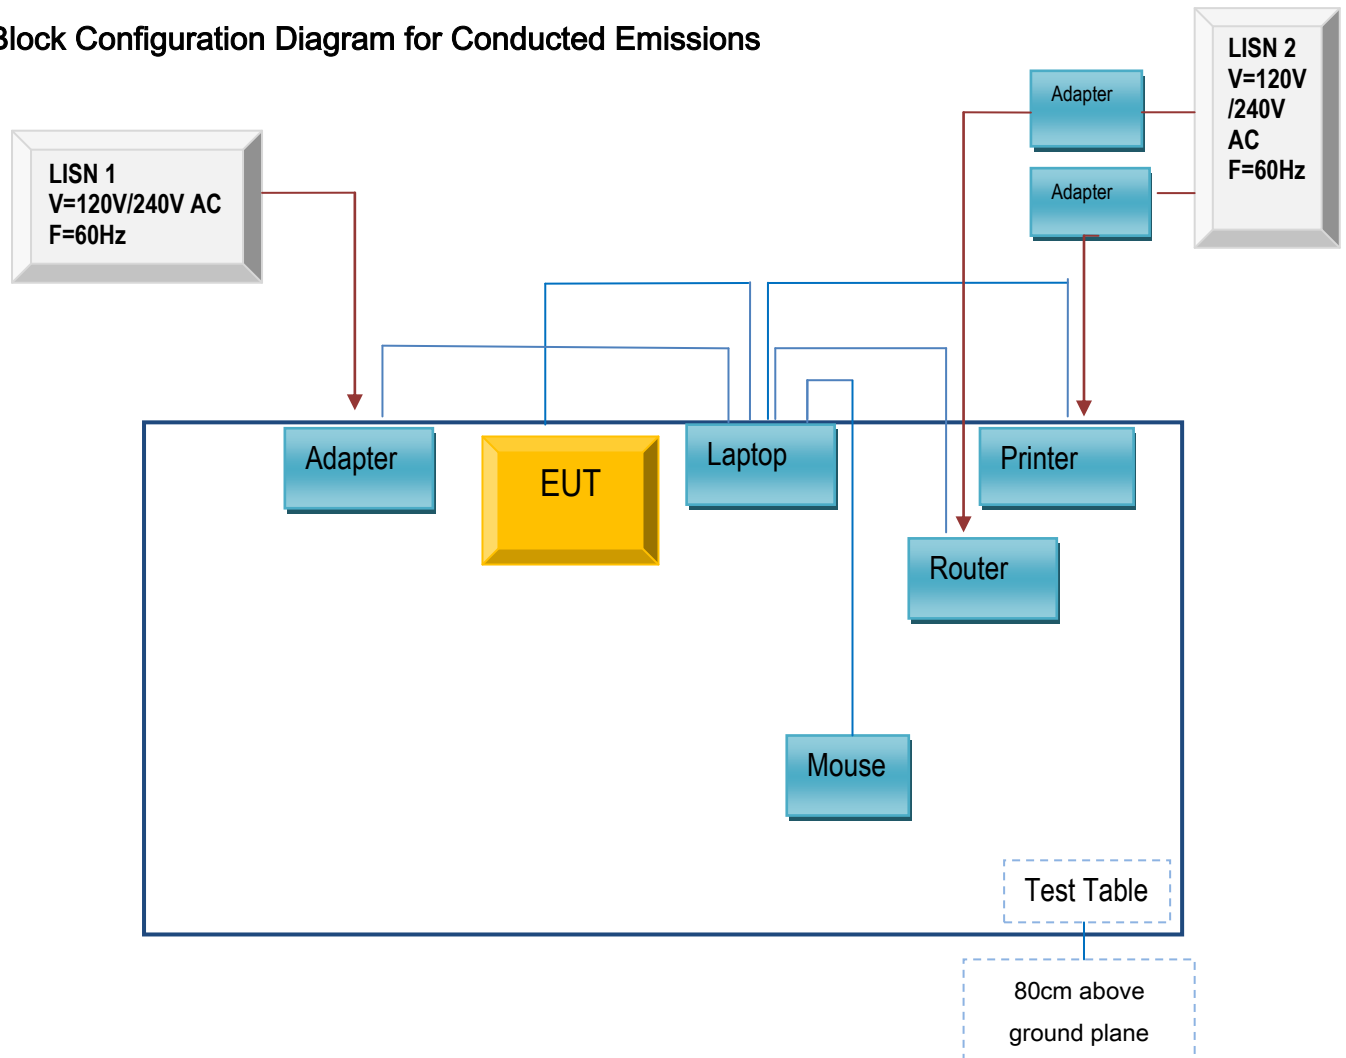 Block Configuration Diagram for Conducted Emissions
LISN 2
V=120V
/240V
AC
F=60Hz
Adapter
Adapter
LISN 1
V=120V/240V AC
F=60Hz
Adapter
EUT
Laptop
Printer
Router
Mouse
Test Table
80cm above
ground plane